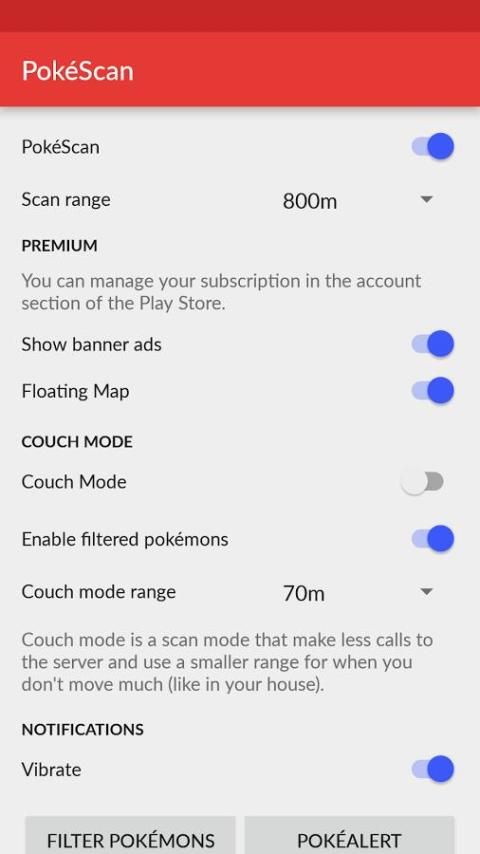 PokéScan
PokéScan
Scan range 800m
PREMIUM
You can manage your subscription in the account
section of the Play Store.
Show banner ads
Floating Map
COUCH MODE
Couch Mode
Enable filtered pokémons
Couch mode range 70m
Couch mode is a scan mode that make less calls to
the server and use a smaller range for when you
don't move much (like in your house).
NOTIFICATIONS
Vibrate
FILTER POKÉMONS POKÉALERT